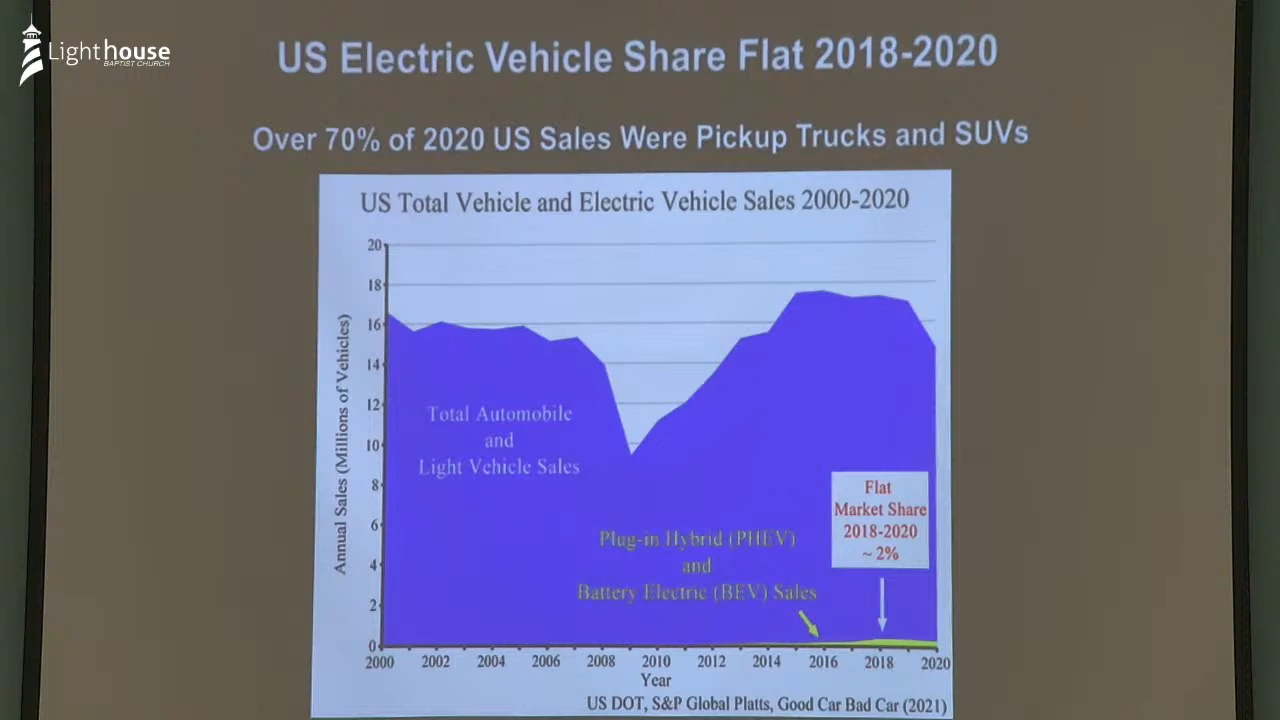 Lighthouse
BAPTIST CHURCH
US Electric Vehicle Share Flat 2018-2020
Over 70% of 2020 US Sales Were Pickup Trucks and SUVs
US Total Vehicle and Electric Vehicle Sales 2000-2020
20
18
16
14
12
10
8
6
4
2
0
Annual Sales (Millions of Vehicles)
Total Automobile
and
Light Vehicle Sales
Plug-in Hybrid (PHEV)
and
Battery Electric (BEV) Sales
Flat
Market Share
2018-2020
~ 2%
2000 2002 2004 2006 2008 2010 2012 2014 2016 2018 2020
Year
US DOT, S&P Global Platts, Good Car Bad Car (2021)